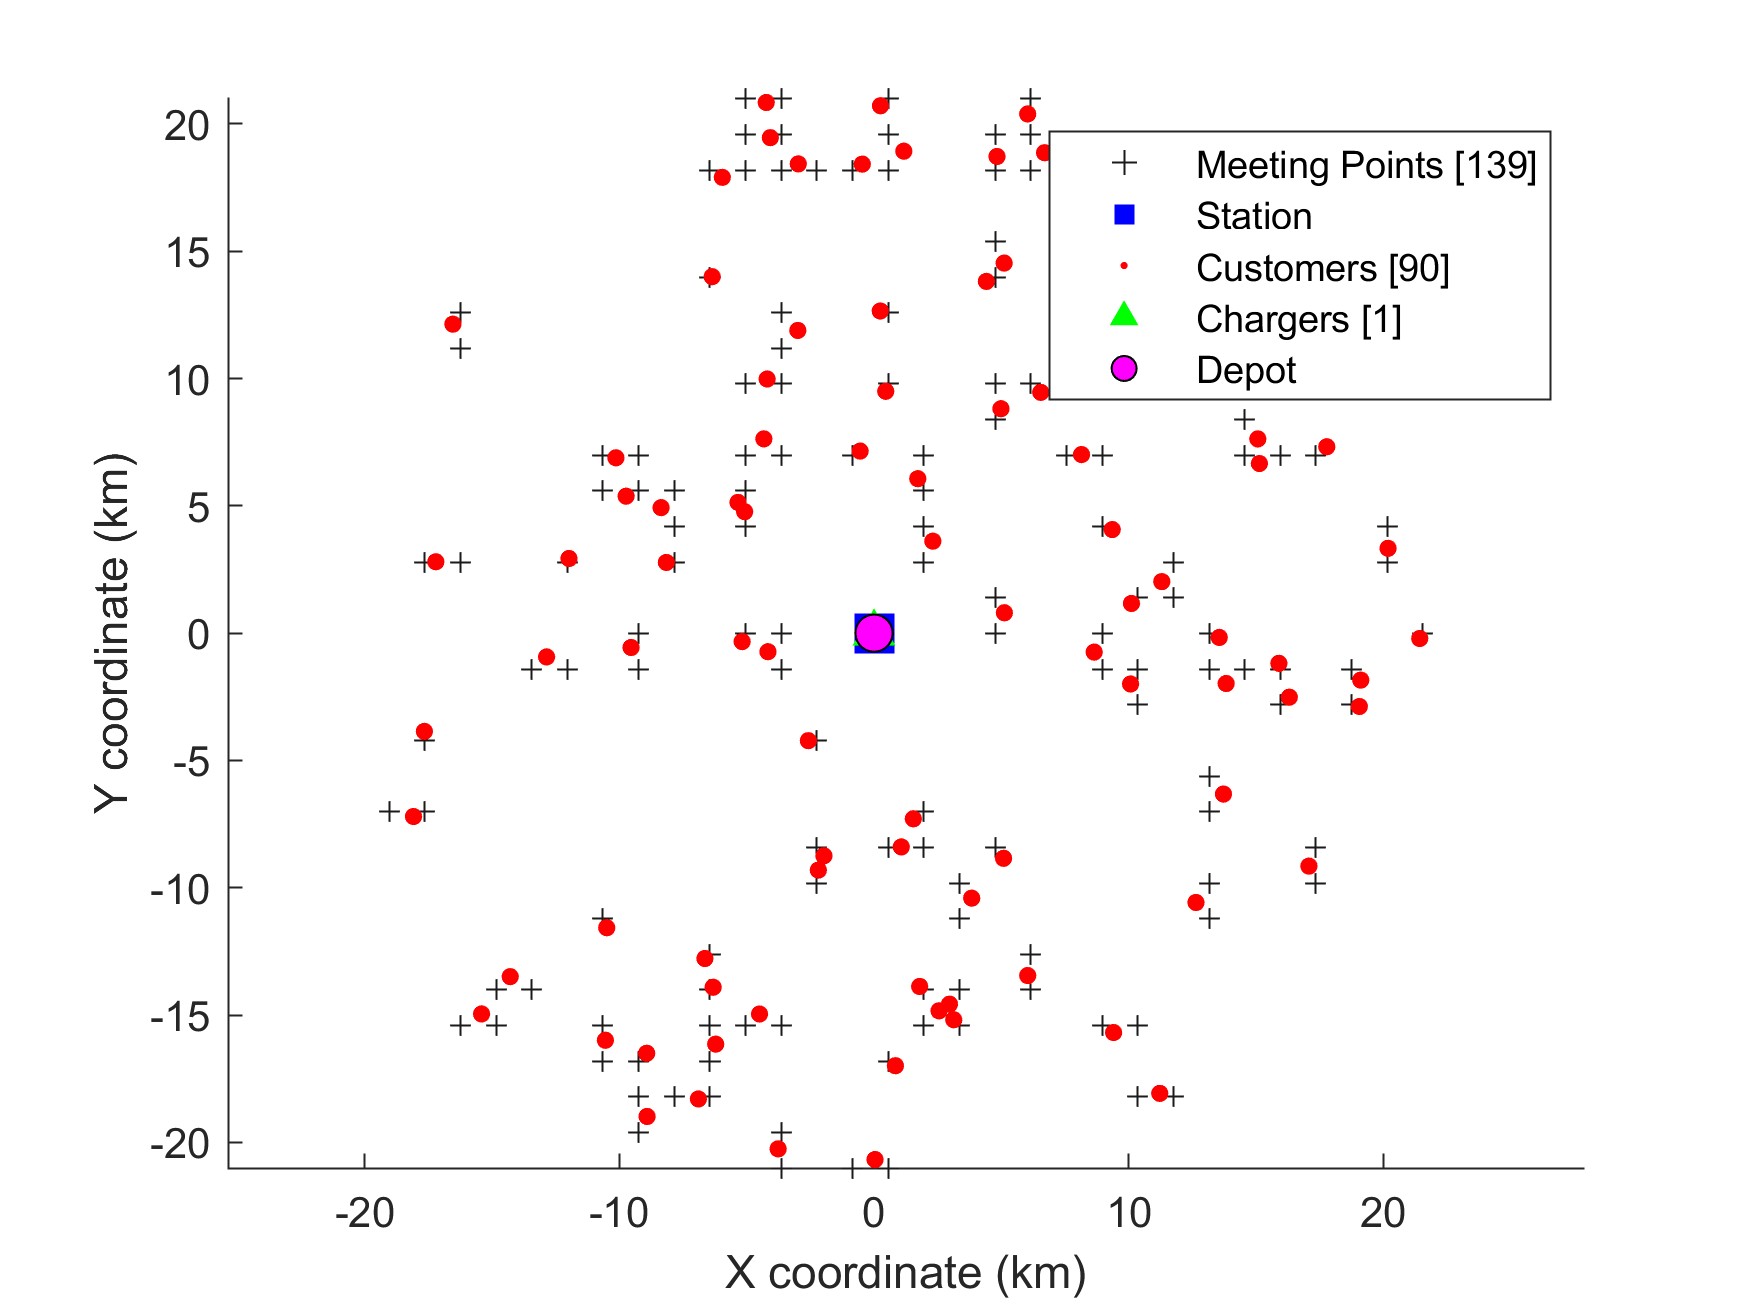 20
15
10
5
0
-5
-10
-15
-20
Y coordinate (km)
Meeting Points [139]
Station
Customers [90]
Chargers [1]
Depot
-20
-10
0
10
20
X coordinate (km)